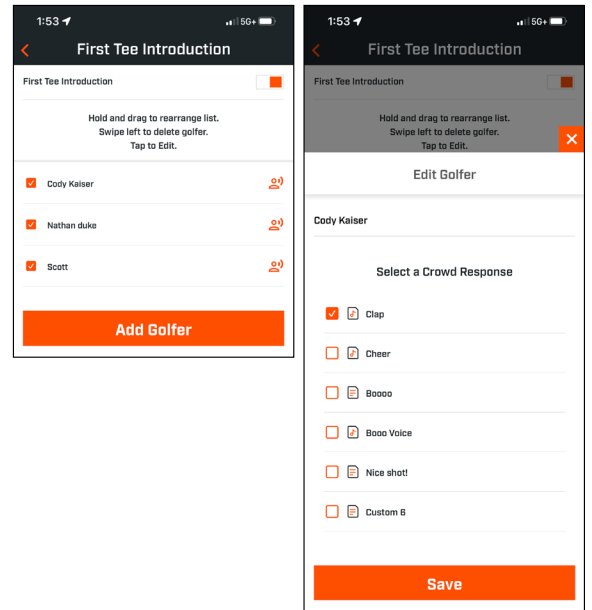 1:53
5G+
First Tee Introduction
First Tee Introduction
Hold and drag to rearrange list.
Swipe left to delete golfer.
Tap to Edit.
Cody Kaiser
Nathan duke
Scott
Add Golfer
1:53
5G+
First Tee Introduction
First Tee Introduction
Hold and drag to rearrange list.
Swipe left to delete golfer.
Tap to Edit.
Edit Golfer
Cody Kaiser
Select a Crowd Response
Clap
Cheer
Boooo
Booo Voice
Nice shot!
Custom 6
Save